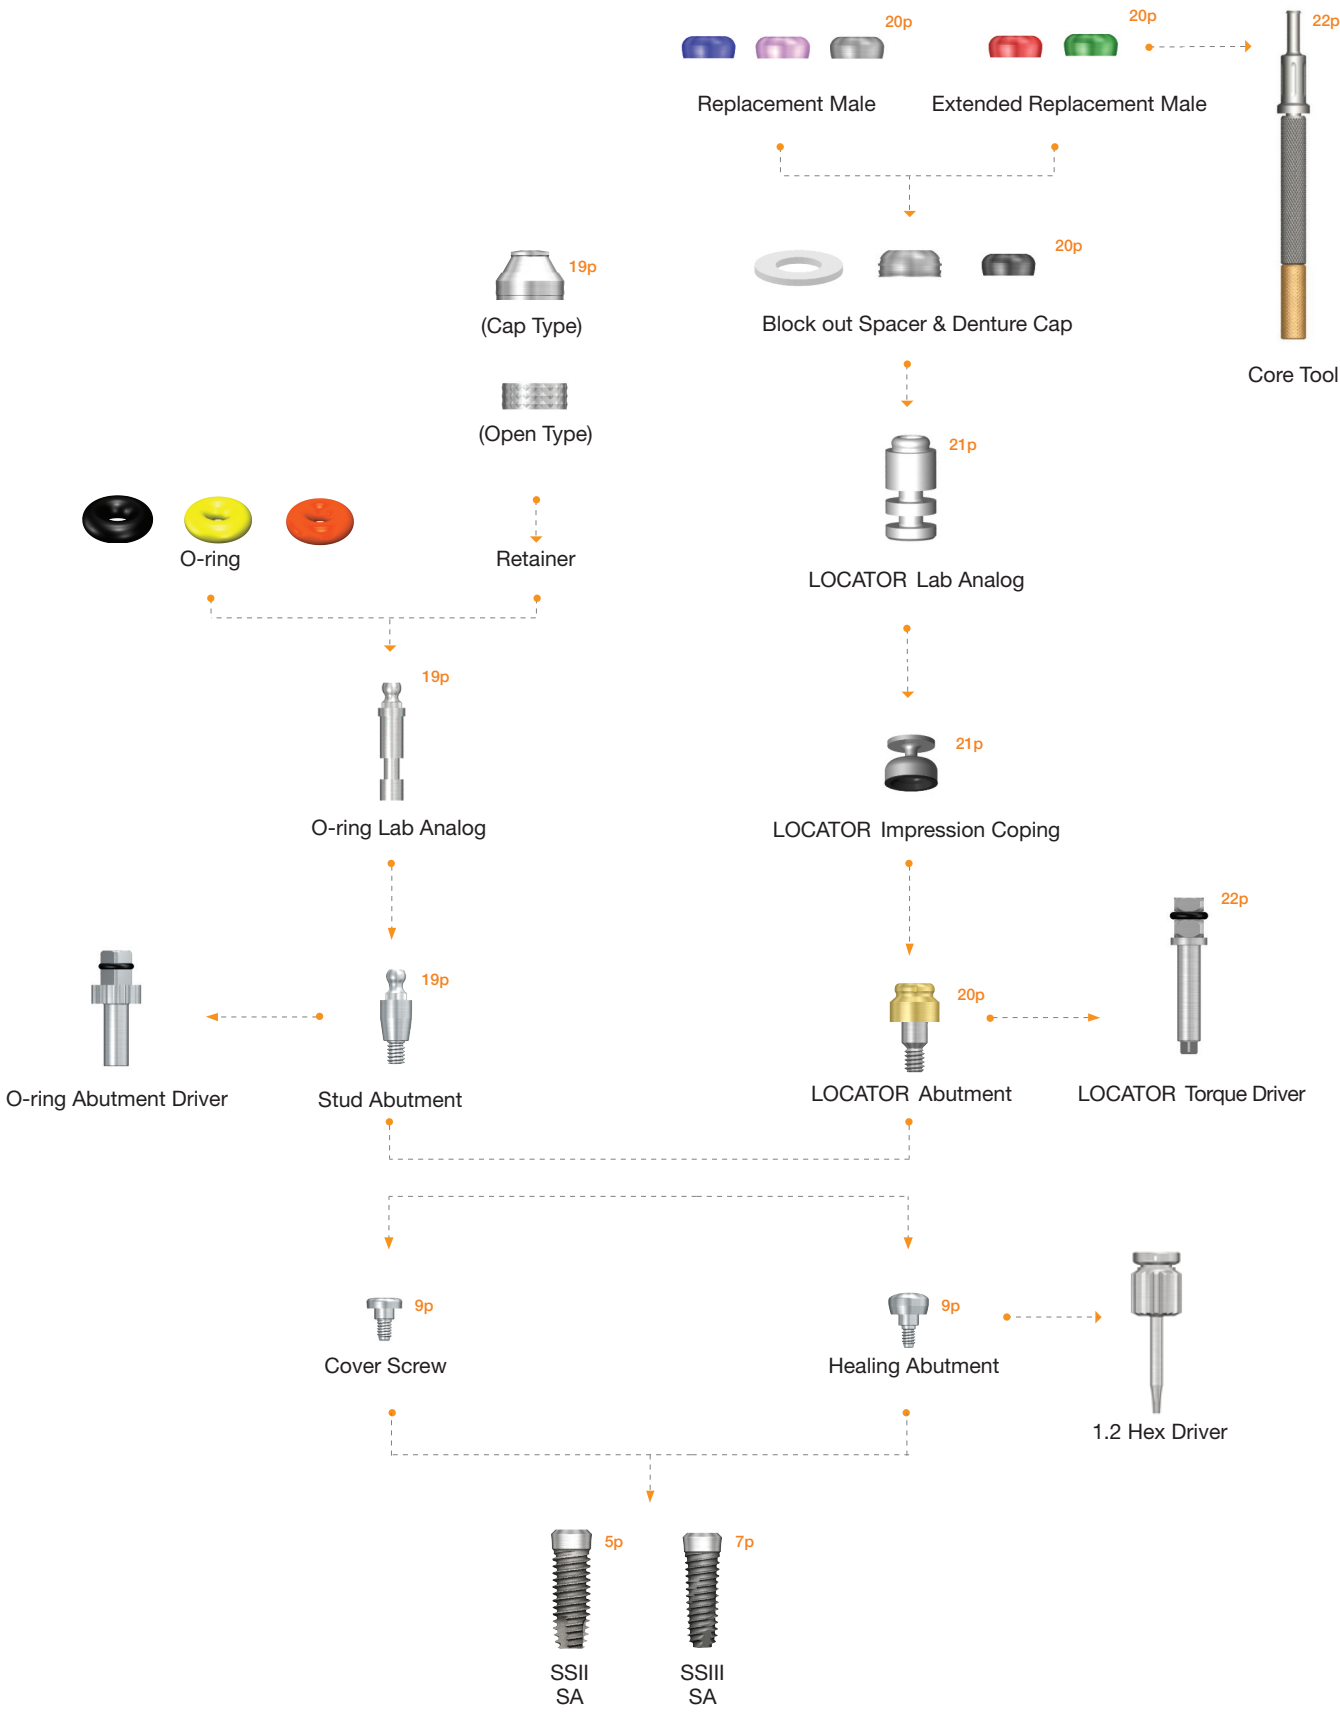 20p
20p
22p
Replacement Male
Extended Replacement Male
19p
20p
(Cap Type)
Block out Spacer & Denture Cap
Core Tool
(Open Type)
21p
O-ring
Retainer
LOCATOR Lab Analog
19p
21p
O-ring Lab Analog
LOCATOR Impression Coping
22p
19p
20p
O-ring Abutment Driver
Stud Abutment
LOCATOR Abutment
LOCATOR Torque Driver
9p
9p
Cover Screw
Healing Abutment
1.2 Hex Driver
5p
7p
SSII
SA
SSIII
SA